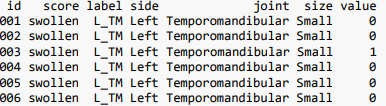 id score label side joint size value
001 swollen L_TM Left Temporomandibular Small 0
002 swollen L_TM Left Temporomandibular Small 0
003 swollen L_TM Left Temporomandibular Small 1
004 swollen L_TM Left Temporomandibular Small 0
005 swollen L_TM Left Temporomandibular Small 0
006 swollen L_TM Left Temporomandibular Small 0